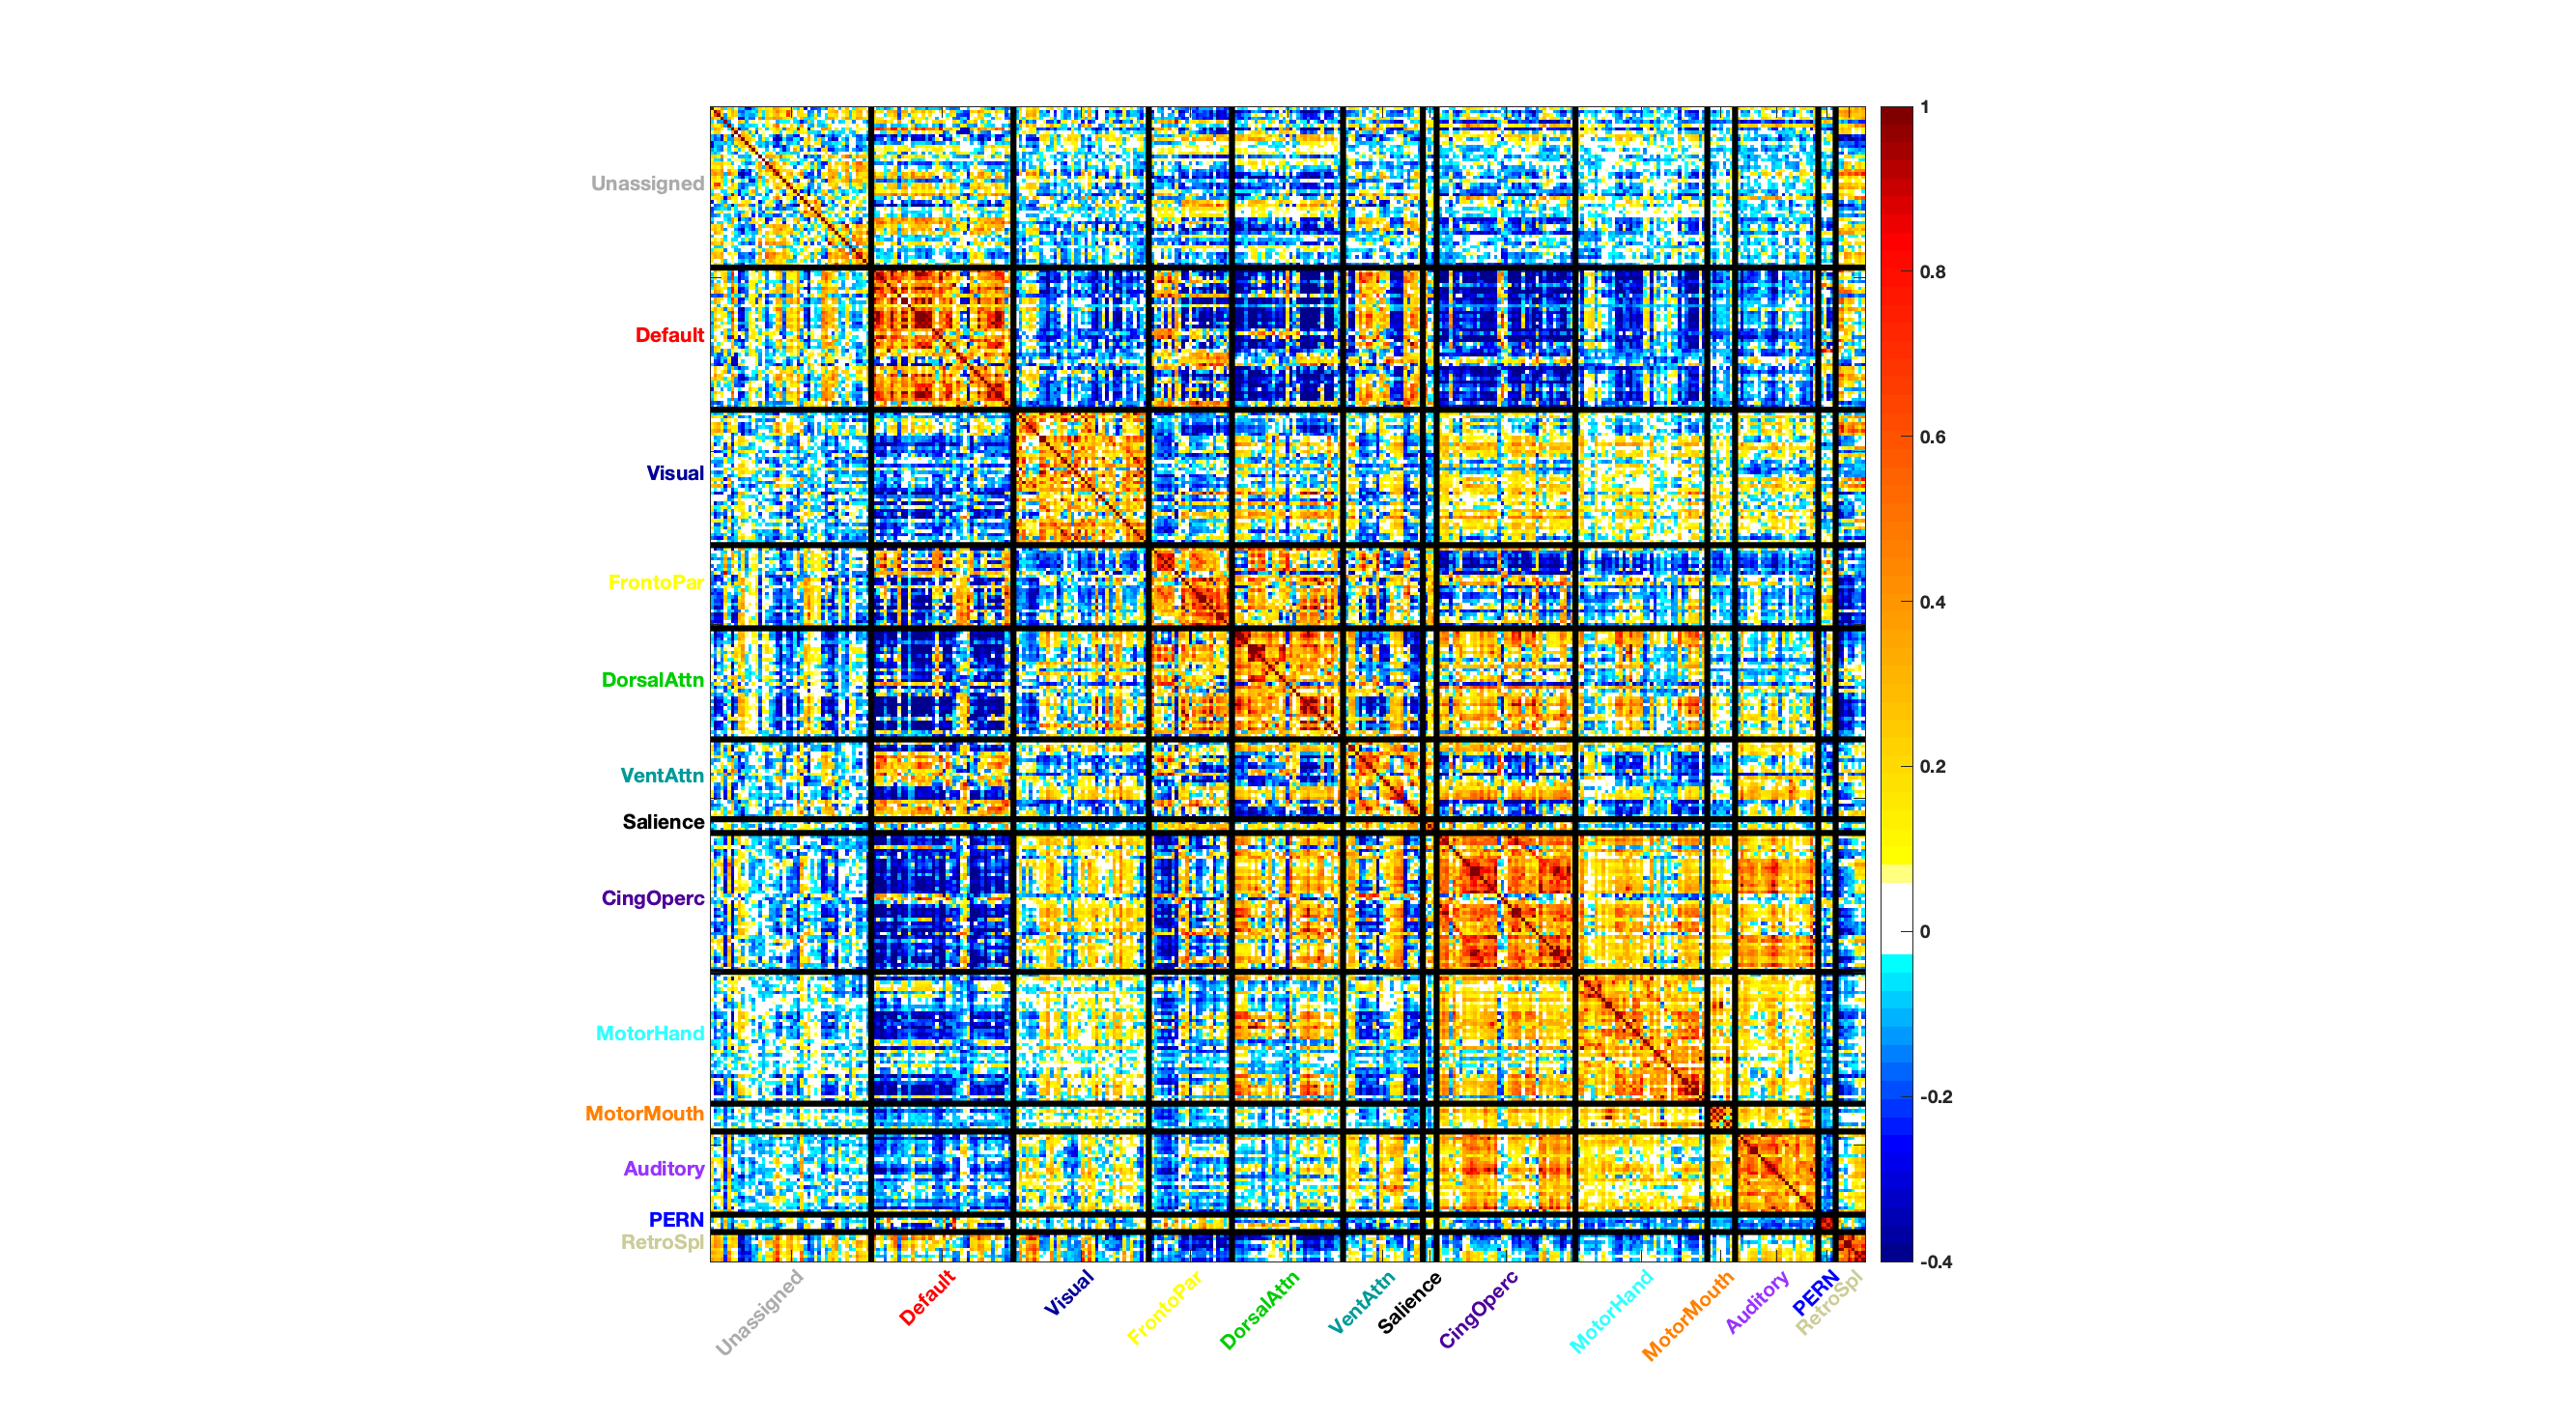 Unassigned
Default
Visual
FrontoPar
DorsalAttn
VentAttn
Salience
CingOperc
MotorHand
MotorMouth
Auditory
PERN
RetroSpl
Unassigned
Default
Visual
FrontoPar
DorsalAttn
VentAttn
Salience
CingOperc
MotorHand
MotorMouth
Auditory
PERN
RetroSpl
1
0.8
0.6
0.4
0.2
0
-0.2
-0.4